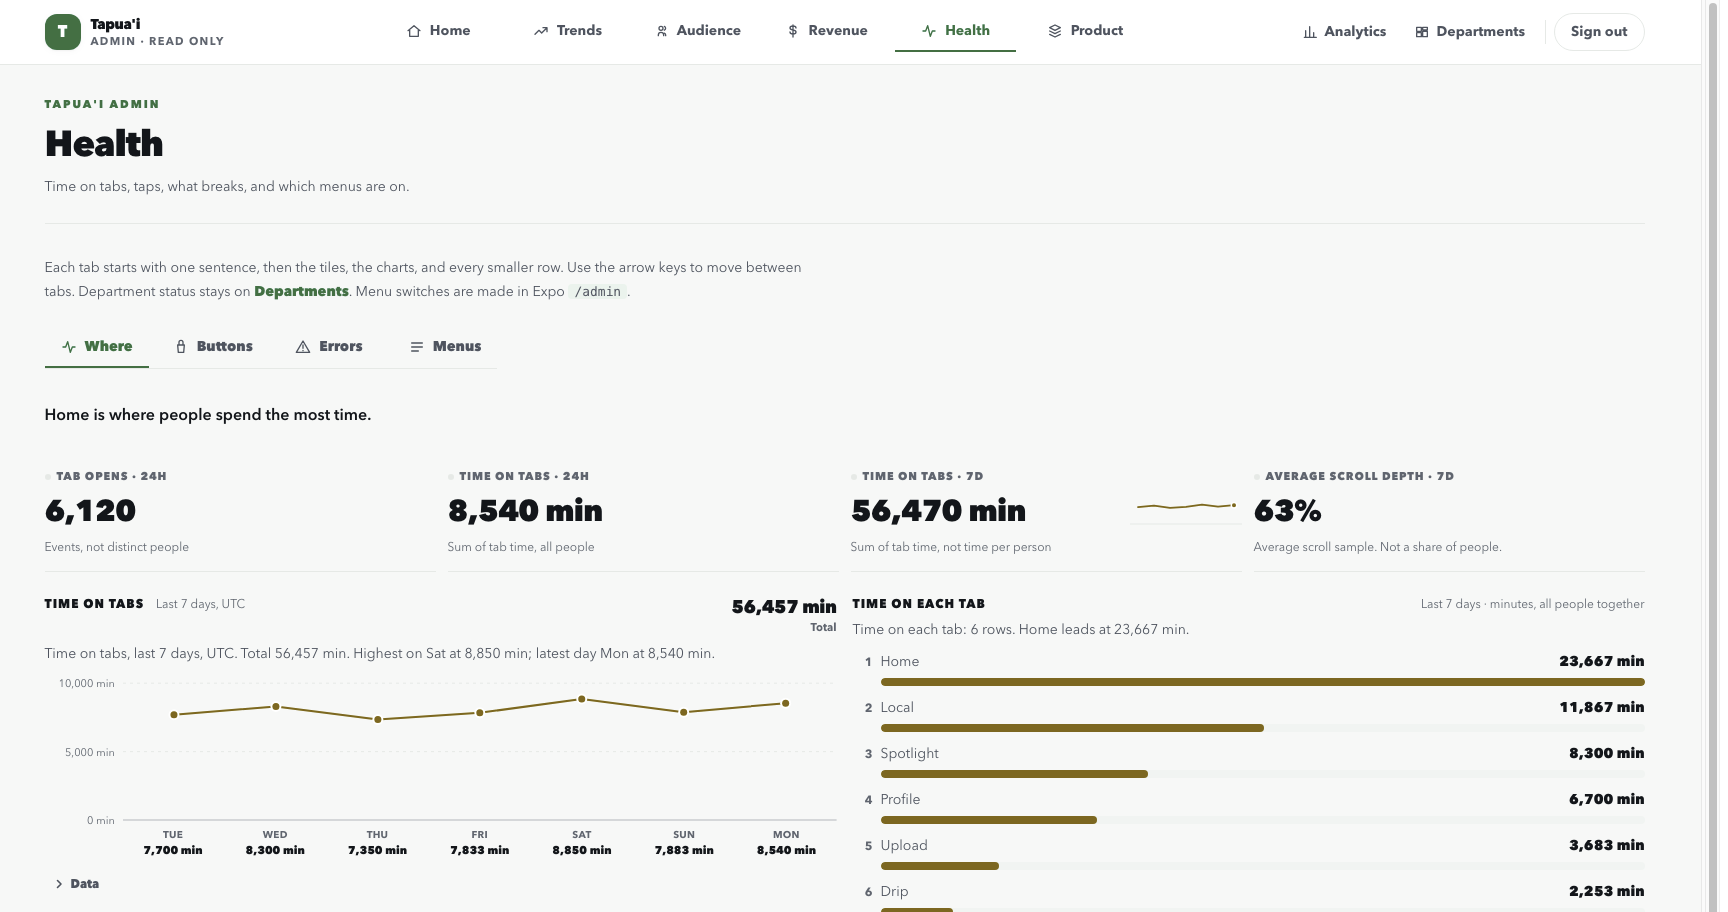 T
Tapua'i
ADMIN · READ ONLY
Home
Trends
Audience
Revenue
Health
Product
Analytics
Departments
Sign out
TAPUA'I ADMIN
Health
Time on tabs, taps, what breaks, and which menus are on.
Each tab starts with one sentence, then the tiles, the charts, and every smaller row. Use the arrow keys to move between
tabs. Department status stays on Departments. Menu switches are made in Expo /admin.
Where
Buttons
Errors
Menus
Home is where people spend the most time.
TAB OPENS · 24H
6,120
Events, not distinct people
TIME ON TABS · 24H
8,540 min
Sum of tab time, all people
TIME ON TABS · 7D
56,470 min
Sum of tab time, not time per person
AVERAGE SCROLL DEPTH · 7D
63%
Average scroll sample. Not a share of people.
TIME ON TABS Last 7 days, UTC
56,457 min
Total
Time on tabs, last 7 days, UTC. Total 56,457 min. Highest on Sat at 8,850 min; latest day Mon at 8,540 min.
10,000 min
5,000 min
0 min
TUE WED THU FRI SAT SUN MON
7,700 min 8,300 min 7,350 min 7,833 min 8,850 min 7,883 min 8,540 min
Data
TIME ON EACH TAB Last 7 days · minutes, all people together
Time on each tab: 6 rows. Home leads at 23,667 min.
1 Home 23,667 min
2 Local 11,867 min
3 Spotlight 8,300 min
4 Profile 6,700 min
5 Upload 3,683 min
6 Drip 2,253 min